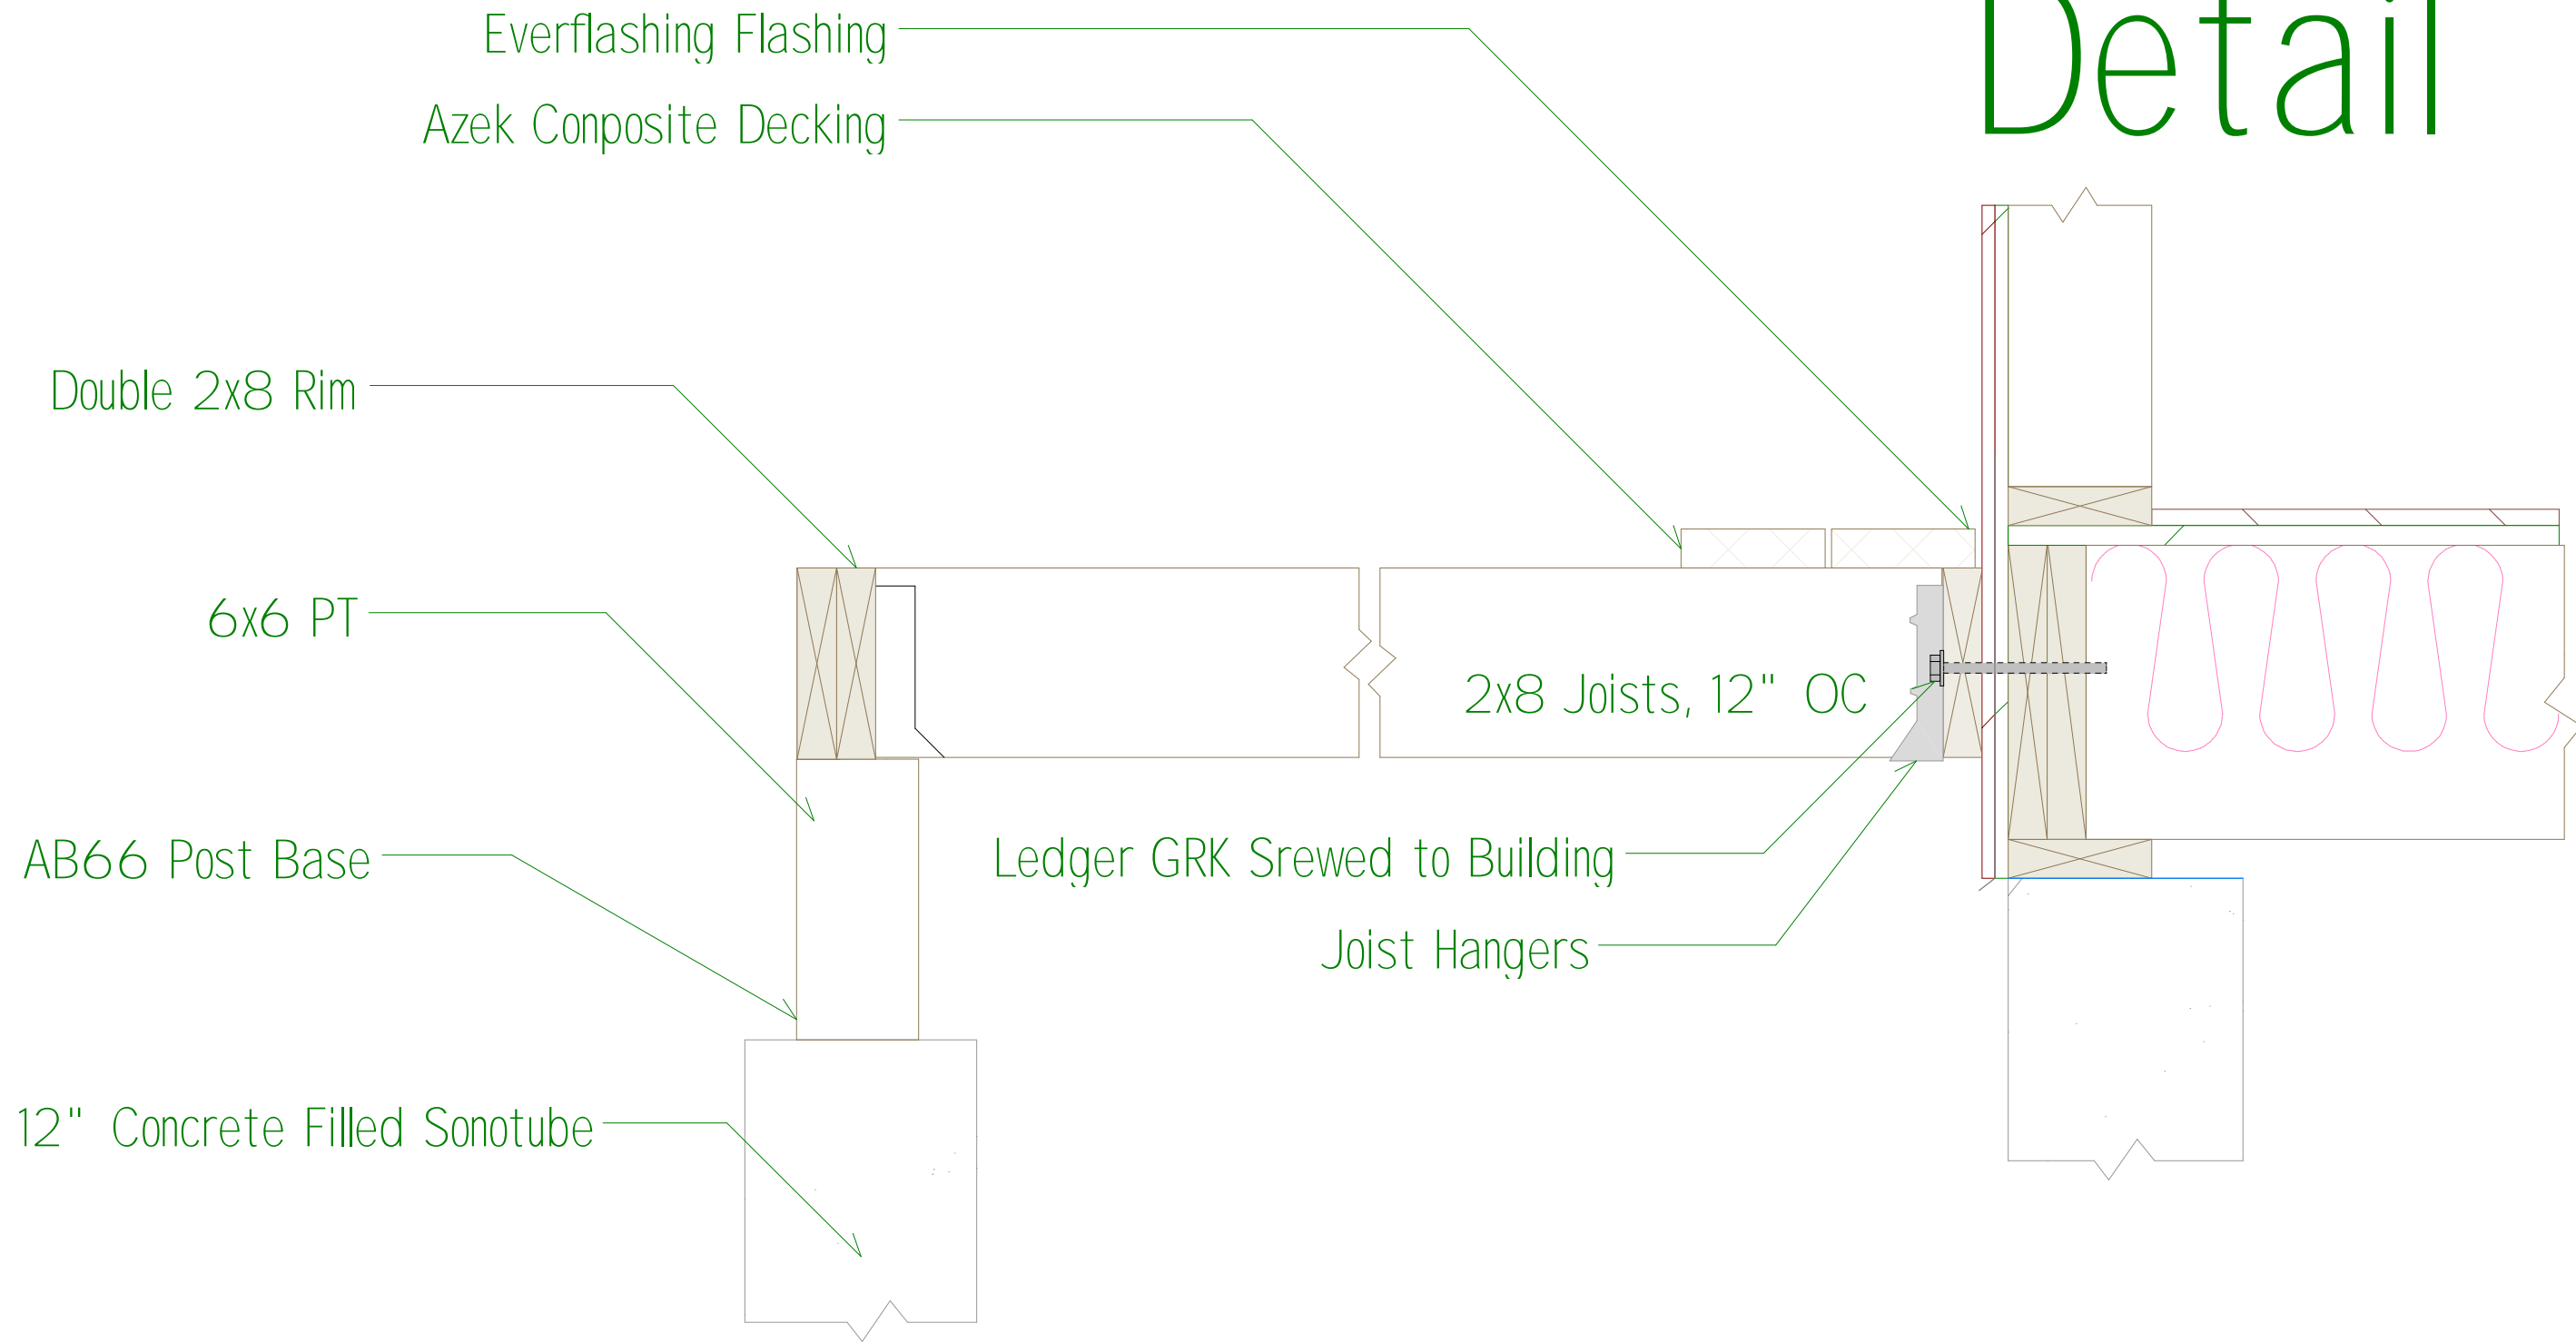 Detail
Everflashing Flashing
Azek Conposite Decking
Double 2x8 Rim
6x6 PT
2x8 Joists, 12" OC
AB66 Post Base
Ledger GRK Srewed to Building
Joist Hangers
12" Concrete Filled Sonotube